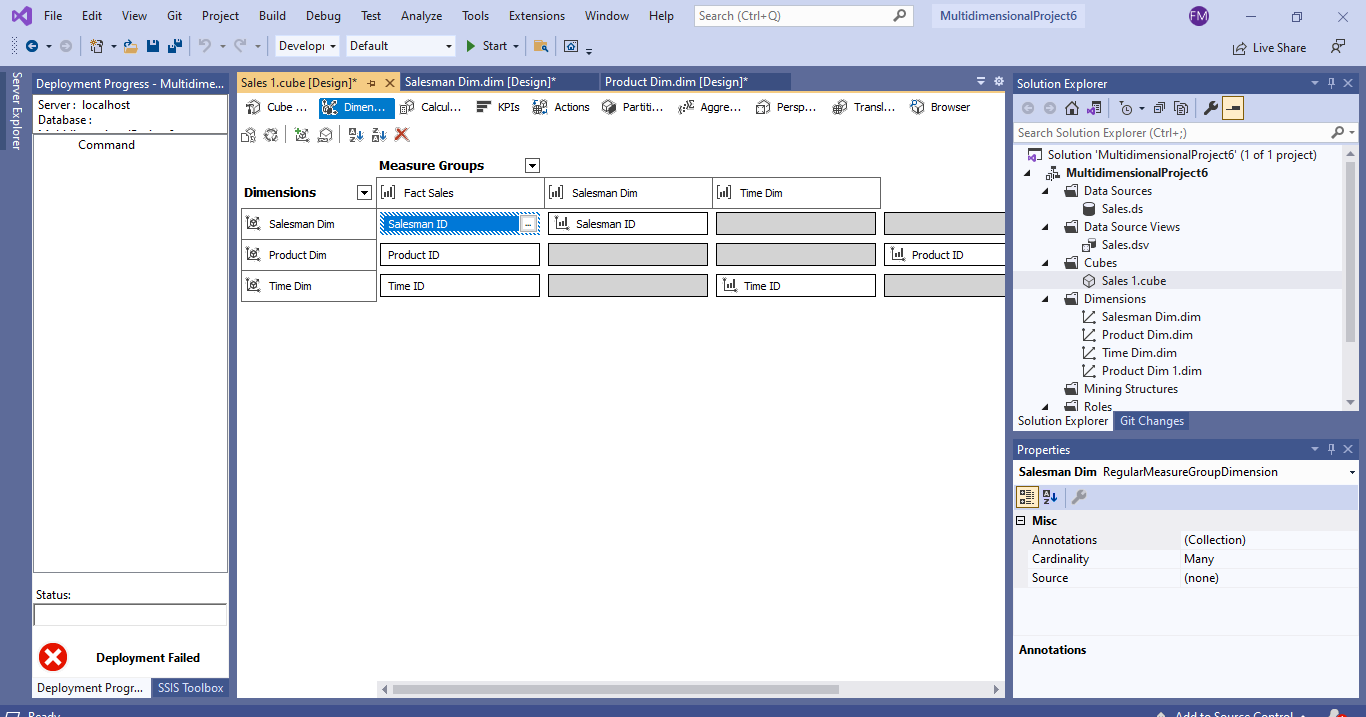 File Edit View Git Project Build Debug Test Analyze Tools Extensions Window Help Search (Ctrl+Q) MultidimensionalProject6 FM
Developı Default Start Live Share
Server Explorer
Deployment Progress - Multidime...
Server : localhost
Database :
Command
Status:
Deployment Failed
Deployment Progr... SSIS Toolbox
Sales 1.cube [Design]* Salesman Dim.dim [Design]* Product Dim.dim [Design]*
Cube ... Dimen... Calcul... KPIs Actions Partiti... Aggre... Persp... Transl... Browser
Measure Groups
Dimensions Fact Sales Salesman Dim Time Dim
Salesman Dim Salesman ID ... Salesman ID
Product Dim Product ID Product ID
Time Dim Time ID Time ID
Solution Explorer
Search Solution Explorer (Ctrl+;)
Solution 'MultidimensionalProject6' (1 of 1 project)
MultidimensionalProject6
Data Sources
Sales.ds
Data Source Views
Sales.dsv
Cubes
Sales 1.cube
Dimensions
Salesman Dim.dim
Product Dim.dim
Time Dim.dim
Product Dim 1.dim
Mining Structures
Roles
Solution Explorer Git Changes
Properties
Salesman Dim RegularMeasureGroupDimension
Misc
Annotations (Collection)
Cardinality Many
Source (none)
Annotations
Ready Add to Source Control